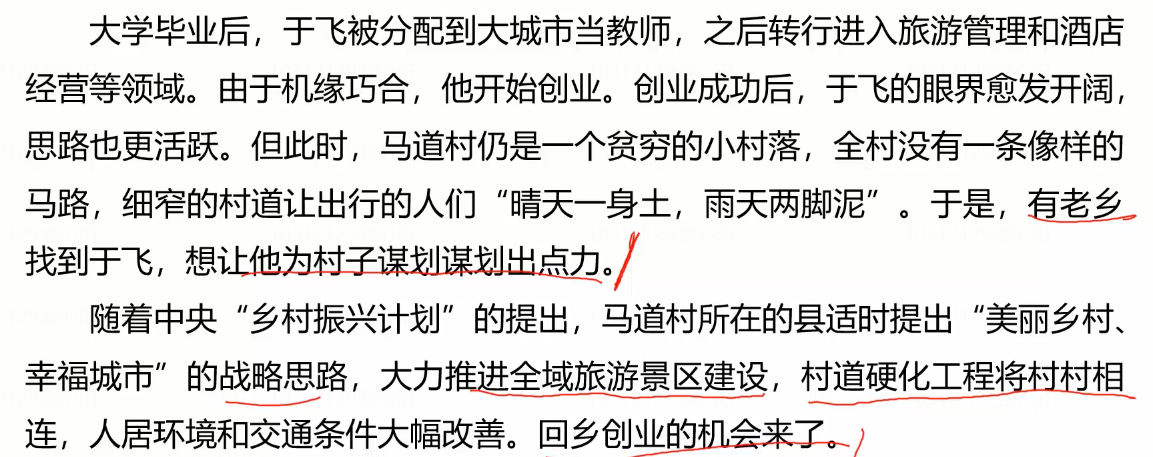 大学毕业后，于飞被分配到大城市当教师，之后转行进入旅游管理和酒店
经营等领域。由于机缘巧合，他开始创业。创业成功后，于飞的眼界愈发开阔，
思路也更活跃。但此时，马道村仍是一个贫穷的小村落，全村没有一条像样的
马路，细窄的村道让出行的人们“晴天一身土，雨天两脚泥”。于是，有老乡
找到于飞，想让他为村子谋划谋划出点力。
随着中央“乡村振兴计划”的提出，马道村所在的县适时提出“美丽乡村、
幸福城市”的战略思路，大力推进全域旅游景区建设，村道硬化工程将村村相
连，人居环境和交通条件大幅改善。回乡创业的机会来了。